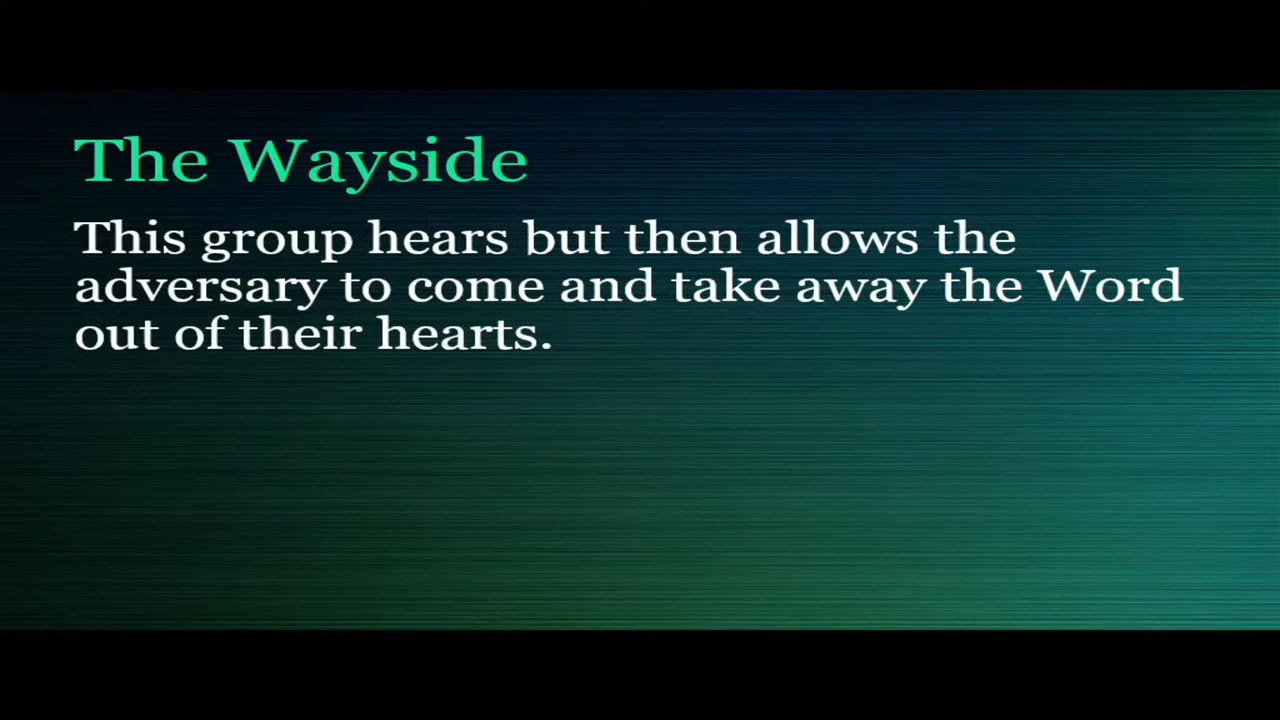 The Wayside
This group hears but then allows the
adversary to come and take away the Word
out of their hearts.